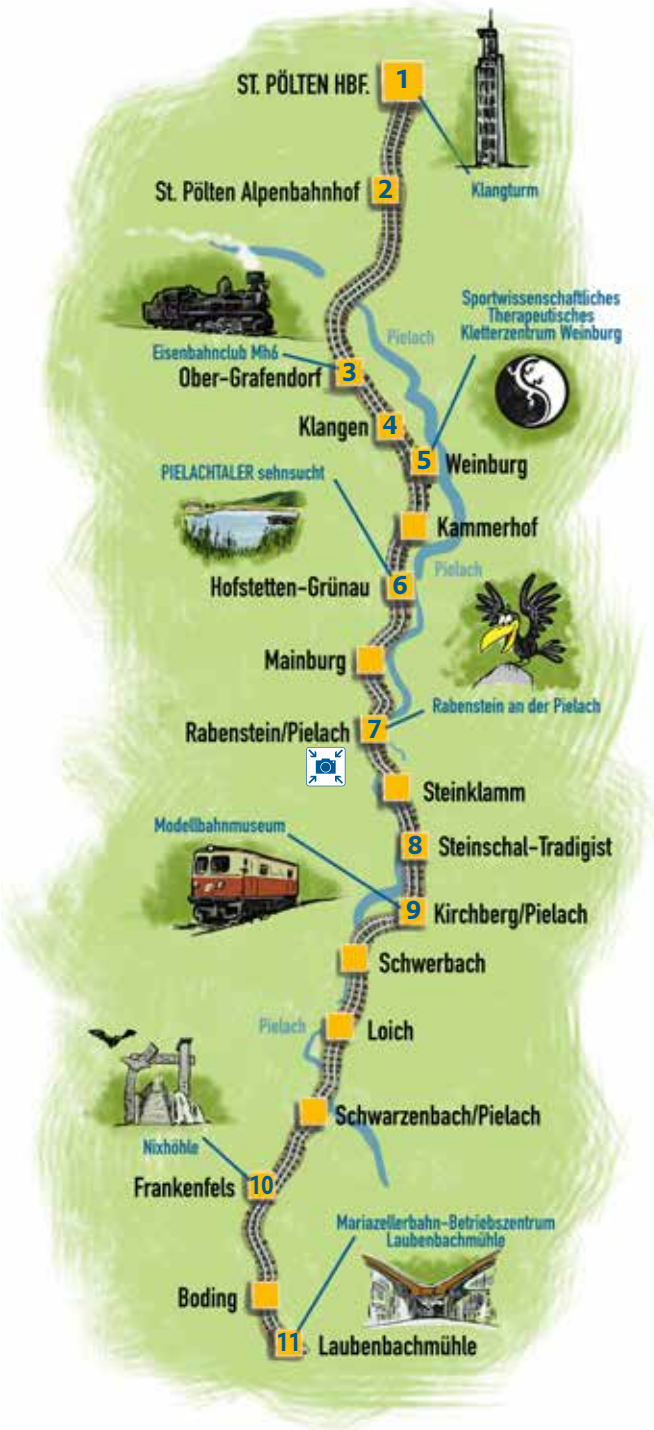 ST. PÖLTEN HBF.
1
Klangturm
St. Pölten Alpenbahnhof
2
Sportwissenschaftliches
Therapeutisches
Kletterzentrum Weinburg
Pielach
Eisenbahnclub Mh6
Ober-Grafendorf
3
Klangen
4
5
Weinburg
PIELACHTALER sehnsucht
Kammerhof
Pielach
Hofstetten-Grünau
6
Mainburg
Rabenstein an der Pielach
Rabenstein/Pielach
7
Steinklamm
Modellbahnmuseum
8
Steinschal-Tradigist
9
Kirchberg/Pielach
Schwerbach
Pielach
Loich
Schwarzenbach/Pielach
Nixhöhle
Frankenfels
10
Mariazellerbahn-Betriebszentrum
Laubenbachmühle
Boding
11
Laubenbachmühle